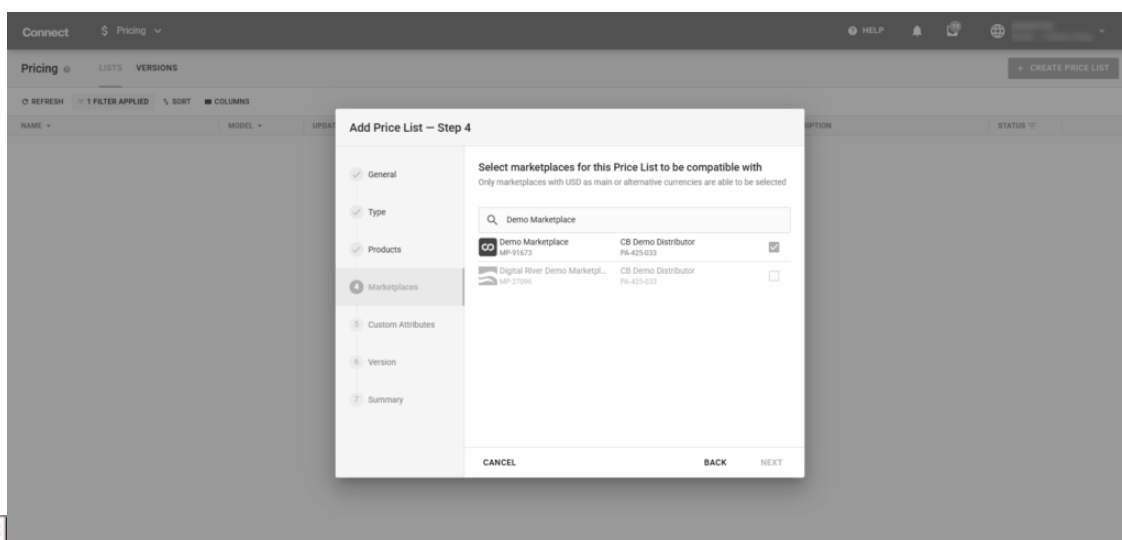 Connect $ Pricing HELP
Pricing LISTS VERSIONS + CREATE PRICE LIST
REFRESH 1 FILTER APPLIED SORT COLUMNS
NAME MODEL UPDAT IPTION STATUS
Add Price List — Step 4
General
Type
Products
4 Marketplaces
5 Custom Attributes
6 Version
7 Summary
Select marketplaces for this Price List to be compatible with
Only marketplaces with USD as main or alternative currencies are able to be selected
Demo Marketplace
Demo Marketplace CB Demo Distributor
MP-91673 PA-425-033
Digital River Demo Marketpl... CB Demo Distributor
MP-27096 PA-425-033
CANCEL BACK NEXT